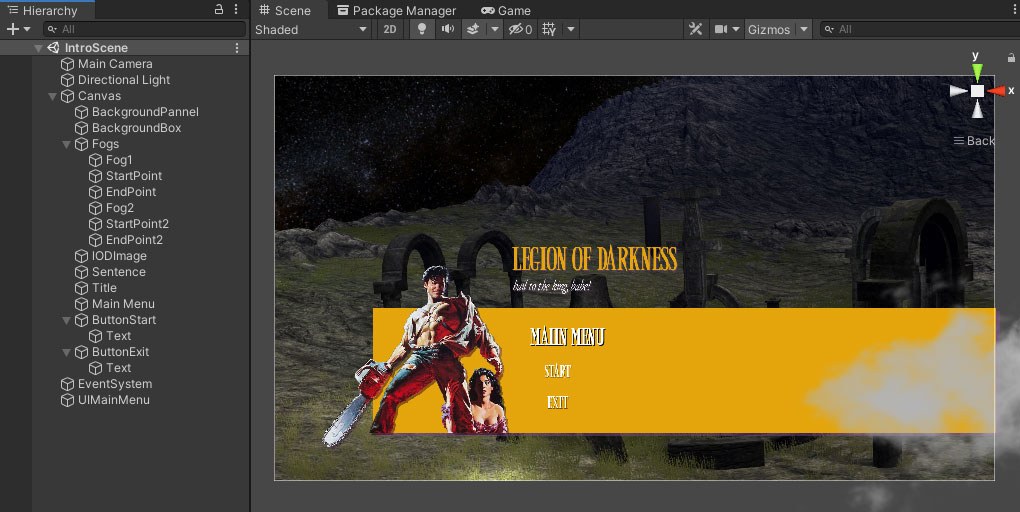 Hierarchy
All
IntroScene
Main Camera
Directional Light
Canvas
BackgroundPannel
BackgroundBox
Fogs
Fog1
StartPoint
EndPoint
Fog2
StartPoint2
EndPoint2
IODImage
Sentence
Title
Main Menu
ButtonStart
Text
ButtonExit
Text
EventSystem
UIMainMenu
Scene
Package Manager
Game
Shaded
2D
0
Gizmos
All
y
x
Back
LEGION OF DARKNESS
hail to the king, babe!
MAIN MENU
START
EXIT